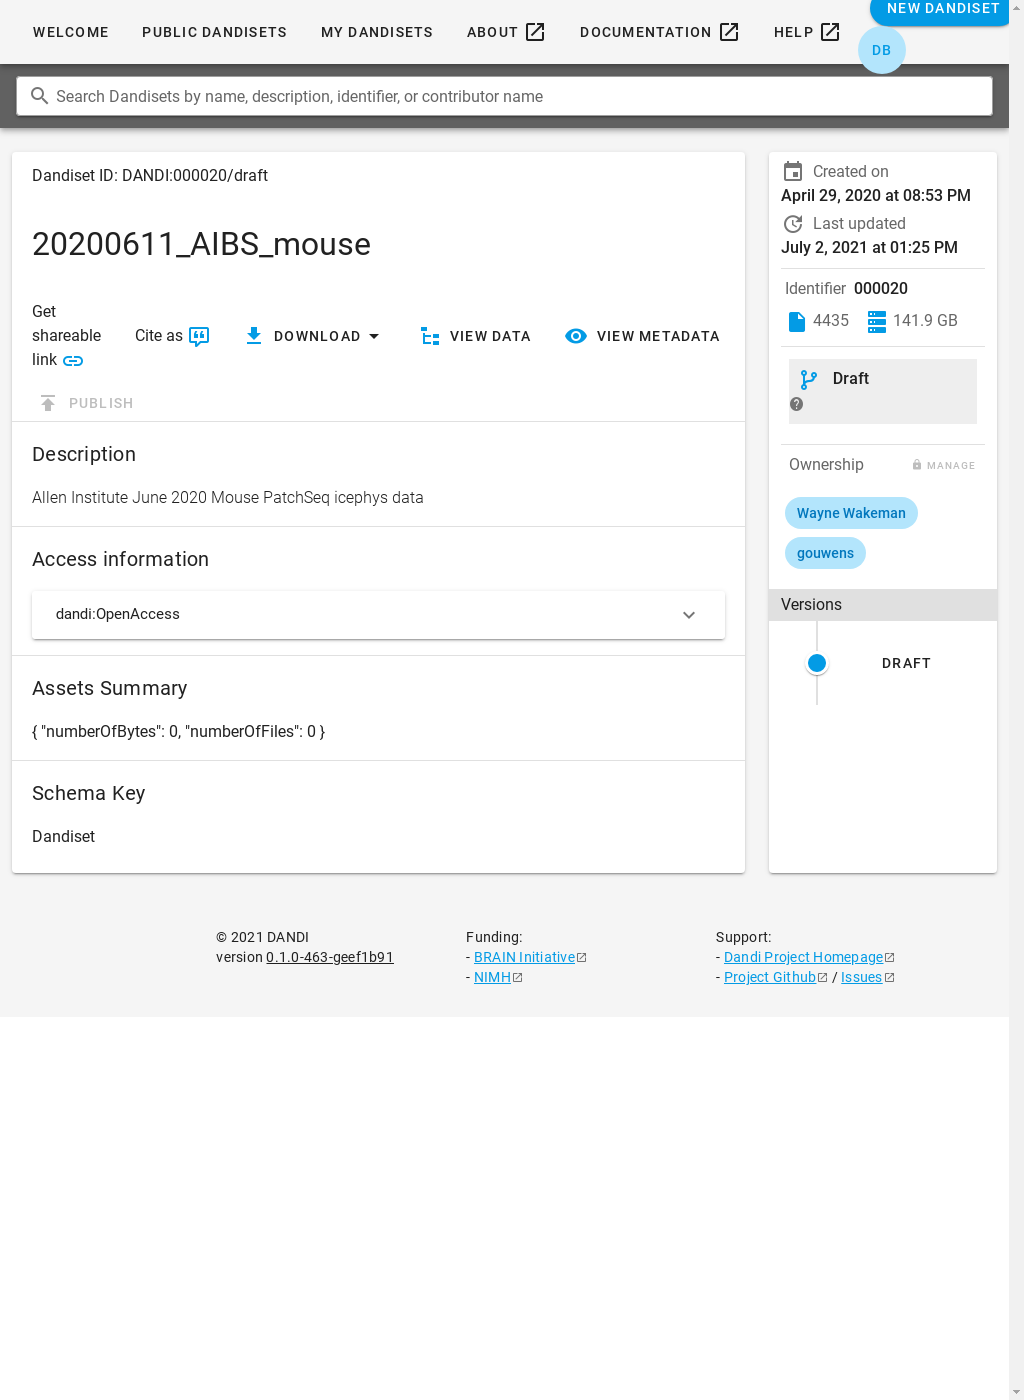 WELCOME PUBLIC DANDISETS MY DANDISETS ABOUT DOCUMENTATION HELP NEW DANDISET
DB
Search Dandisets by name, description, identifier, or contributor name
Dandiset ID: DANDI:000020/draft
20200611_AIBS_mouse
Get
shareable
link
Cite as
DOWNLOAD
VIEW DATA
VIEW METADATA
PUBLISH
Description
Allen Institute June 2020 Mouse PatchSeq icephys data
Access information
dandi:OpenAccess
Assets Summary
{ "numberOfBytes": 0, "numberOfFiles": 0 }
Schema Key
Dandiset
Created on
April 29, 2020 at 08:53 PM
Last updated
July 2, 2021 at 01:25 PM
Identifier 000020
4435 141.9 GB
Draft
Ownership MANAGE
Wayne Wakeman
gouwens
Versions
DRAFT
© 2021 DANDI
version 0.1.0-463-geef1b91
Funding:
- BRAIN Initiative
- NIMH
Support:
- Dandi Project Homepage
- Project Github / Issues